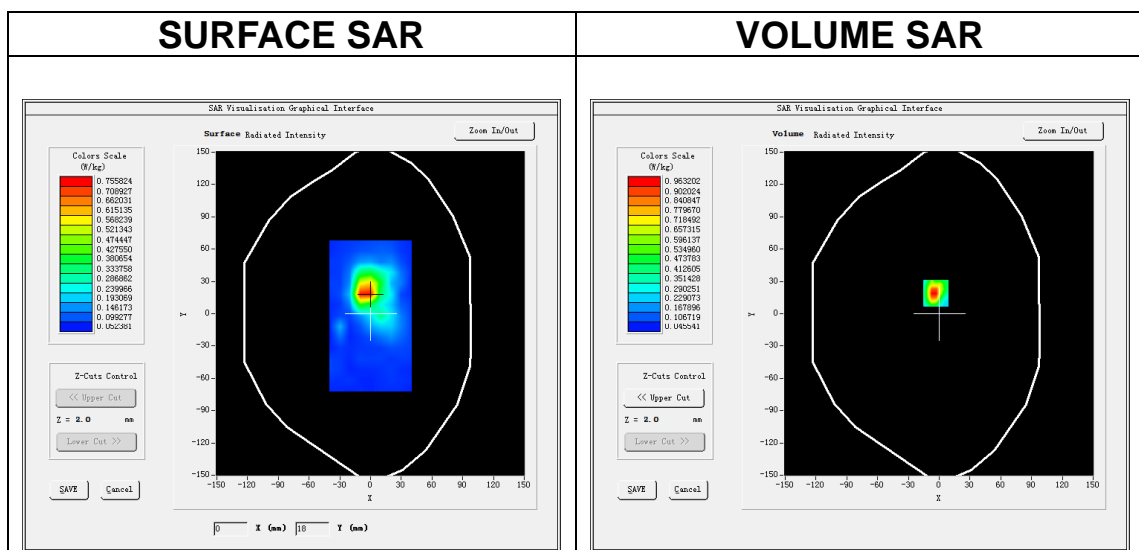 SURFACE SAR
SAR Visualisation Graphical Interface
Surface Radiated Intensity
Zoom In/Out
Colors Scale
(W/kg)
0.755824
0.708927
0.662031
0.615135
0.568239
0.521343
0.474447
0.427550
0.380654
0.333758
0.286862
0.239966
0.193069
0.146173
0.099277
0.052381
Z-Cuts Control
<< Upper Cut
Z = 2.0 mm
Lower Cut >>
SAVE Cancel
150
120
90
60
30
0
-30
-60
-90
-120
-150
Y
-150 -120 -90 -60 -30 0 30 60 90 120 150
X
0 X (mm) 18 Y (mm)
VOLUME SAR
SAR Visualisation Graphical Interface
Volume Radiated Intensity
Zoom In/Out
Colors Scale
(W/kg)
0.963202
0.902024
0.840847
0.779670
0.718492
0.657315
0.596137
0.534960
0.473783
0.412605
0.351428
0.290251
0.229073
0.167896
0.106719
0.045541
Z-Cuts Control
<< Upper Cut
Z = 2.0 mm
Lower Cut >>
SAVE Cancel
150
120
90
60
30
0
-30
-60
-90
-120
-150
Y
-150 -120 -90 -60 -30 0 30 60 90 120 150
X